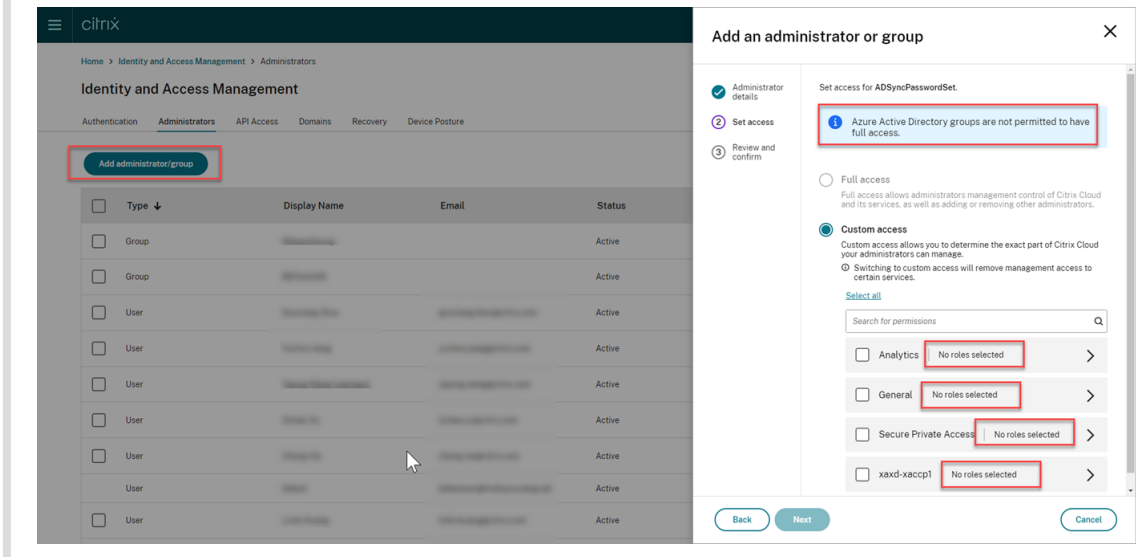 citrix
Home > Identity and Access Management > Administrators
Identity and Access Management
Authentication Administrators API Access Domains Recovery Device Posture
Add administrator/group
Type ↓ Display Name Email Status
Group Active
Group Active
User Active
User Active
User Active
User Active
User Active
User Active
User Active
Add an administrator or group
Administrator
details
2 Set access
3 Review and
confirm
Set access for ADSyncPasswordSet.
Azure Active Directory groups are not permitted to have
full access.
Full access
Full access allows administrators management control of Citrix Cloud
and its services, as well as adding or removing other administrators.
Custom access
Custom access allows you to determine the exact part of Citrix Cloud
your administrators can manage.
Switching to custom access will remove management access to
certain services.
Select all
Search for permissions
Analytics No roles selected
General No roles selected
Secure Private Access No roles selected
xaxd-xaccp1 No roles selected
Back Next Cancel